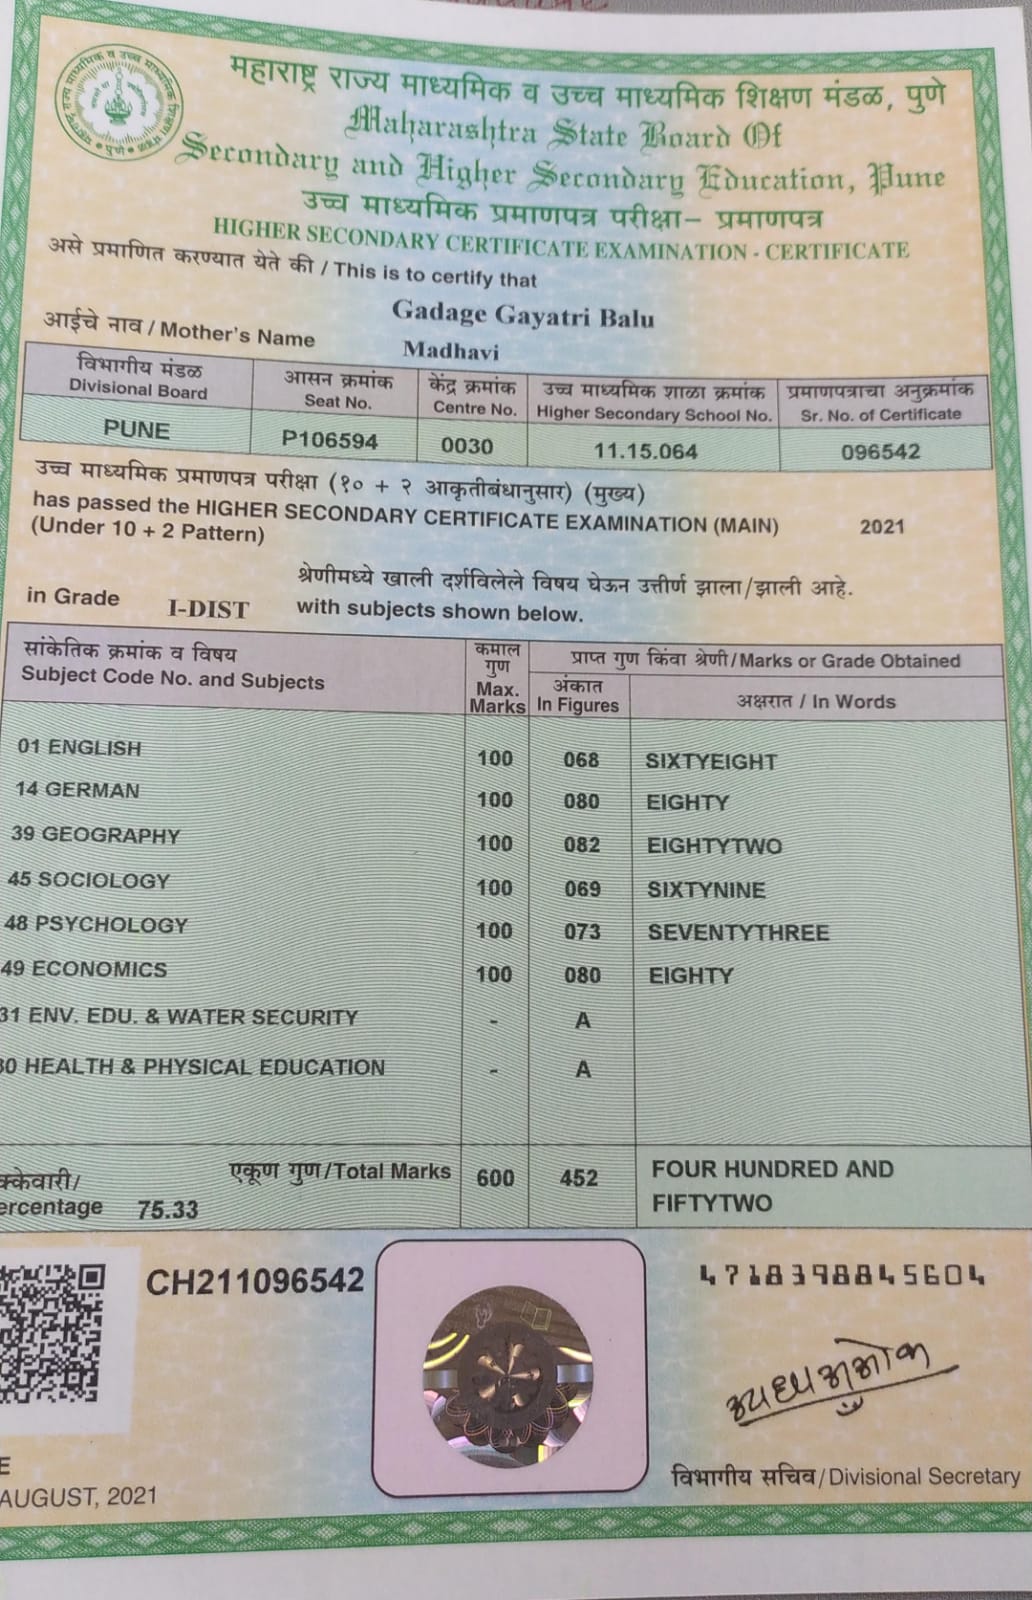 महाराष्ट्र राज्य माध्यमिक व उच्च माध्यमिक शिक्षण मंडळ, पुणे
Maharashtra State Board Of
Secondary and Higher Secondary Education, Pune
उच्च माध्यमिक प्रमाणपत्र परीक्षा– प्रमाणपत्र
HIGHER SECONDARY CERTIFICATE EXAMINATION - CERTIFICATE
असे प्रमाणित करण्यात येते की / This is to certify that
Gadage Gayatri Balu
आईचे नाव / Mother's Name
Madhavi
विभागीय मंडळ आसन क्रमांक केंद्र क्रमांक उच्च माध्यमिक शाळा क्रमांक प्रमाणपत्राचा अनुक्रमांक
Divisional Board Seat No. Centre No. Higher Secondary School No. Sr. No. of Certificate
PUNE P106594 0030 11.15.064 096542
उच्च माध्यमिक प्रमाणपत्र परीक्षा (१० + २ आकृतीबंधानुसार) (मुख्य)
has passed the HIGHER SECONDARY CERTIFICATE EXAMINATION (MAIN) 2021
(Under 10 + 2 Pattern)
श्रेणीमध्ये खाली दर्शविलेले विषय घेऊन उत्तीर्ण झाला/झाली आहे.
in Grade I-DIST with subjects shown below.
सांकेतिक क्रमांक व विषय
Subject Code No. and Subjects
कमाल
गुण
Max.
Marks
प्राप्त गुण किंवा श्रेणी/Marks or Grade Obtained
अंकात
In Figures
अक्षरात / In Words
01 ENGLISH 100 068 SIXTYEIGHT
14 GERMAN 100 080 EIGHTY
39 GEOGRAPHY 100 082 EIGHTYTWO
45 SOCIOLOGY 100 069 SIXTYNINE
48 PSYCHOLOGY 100 073 SEVENTYTHREE
49 ECONOMICS 100 080 EIGHTY
31 ENV. EDU. & WATER SECURITY - A
30 HEALTH & PHYSICAL EDUCATION - A
क्केवारी/ एकूण गुण/Total Marks 600 452 FOUR HUNDRED AND
ercentage 75.33 FIFTYTWO
CH211096542
4718398845604
विभागीय सचिव/Divisional Secretary
E
AUGUST, 2021